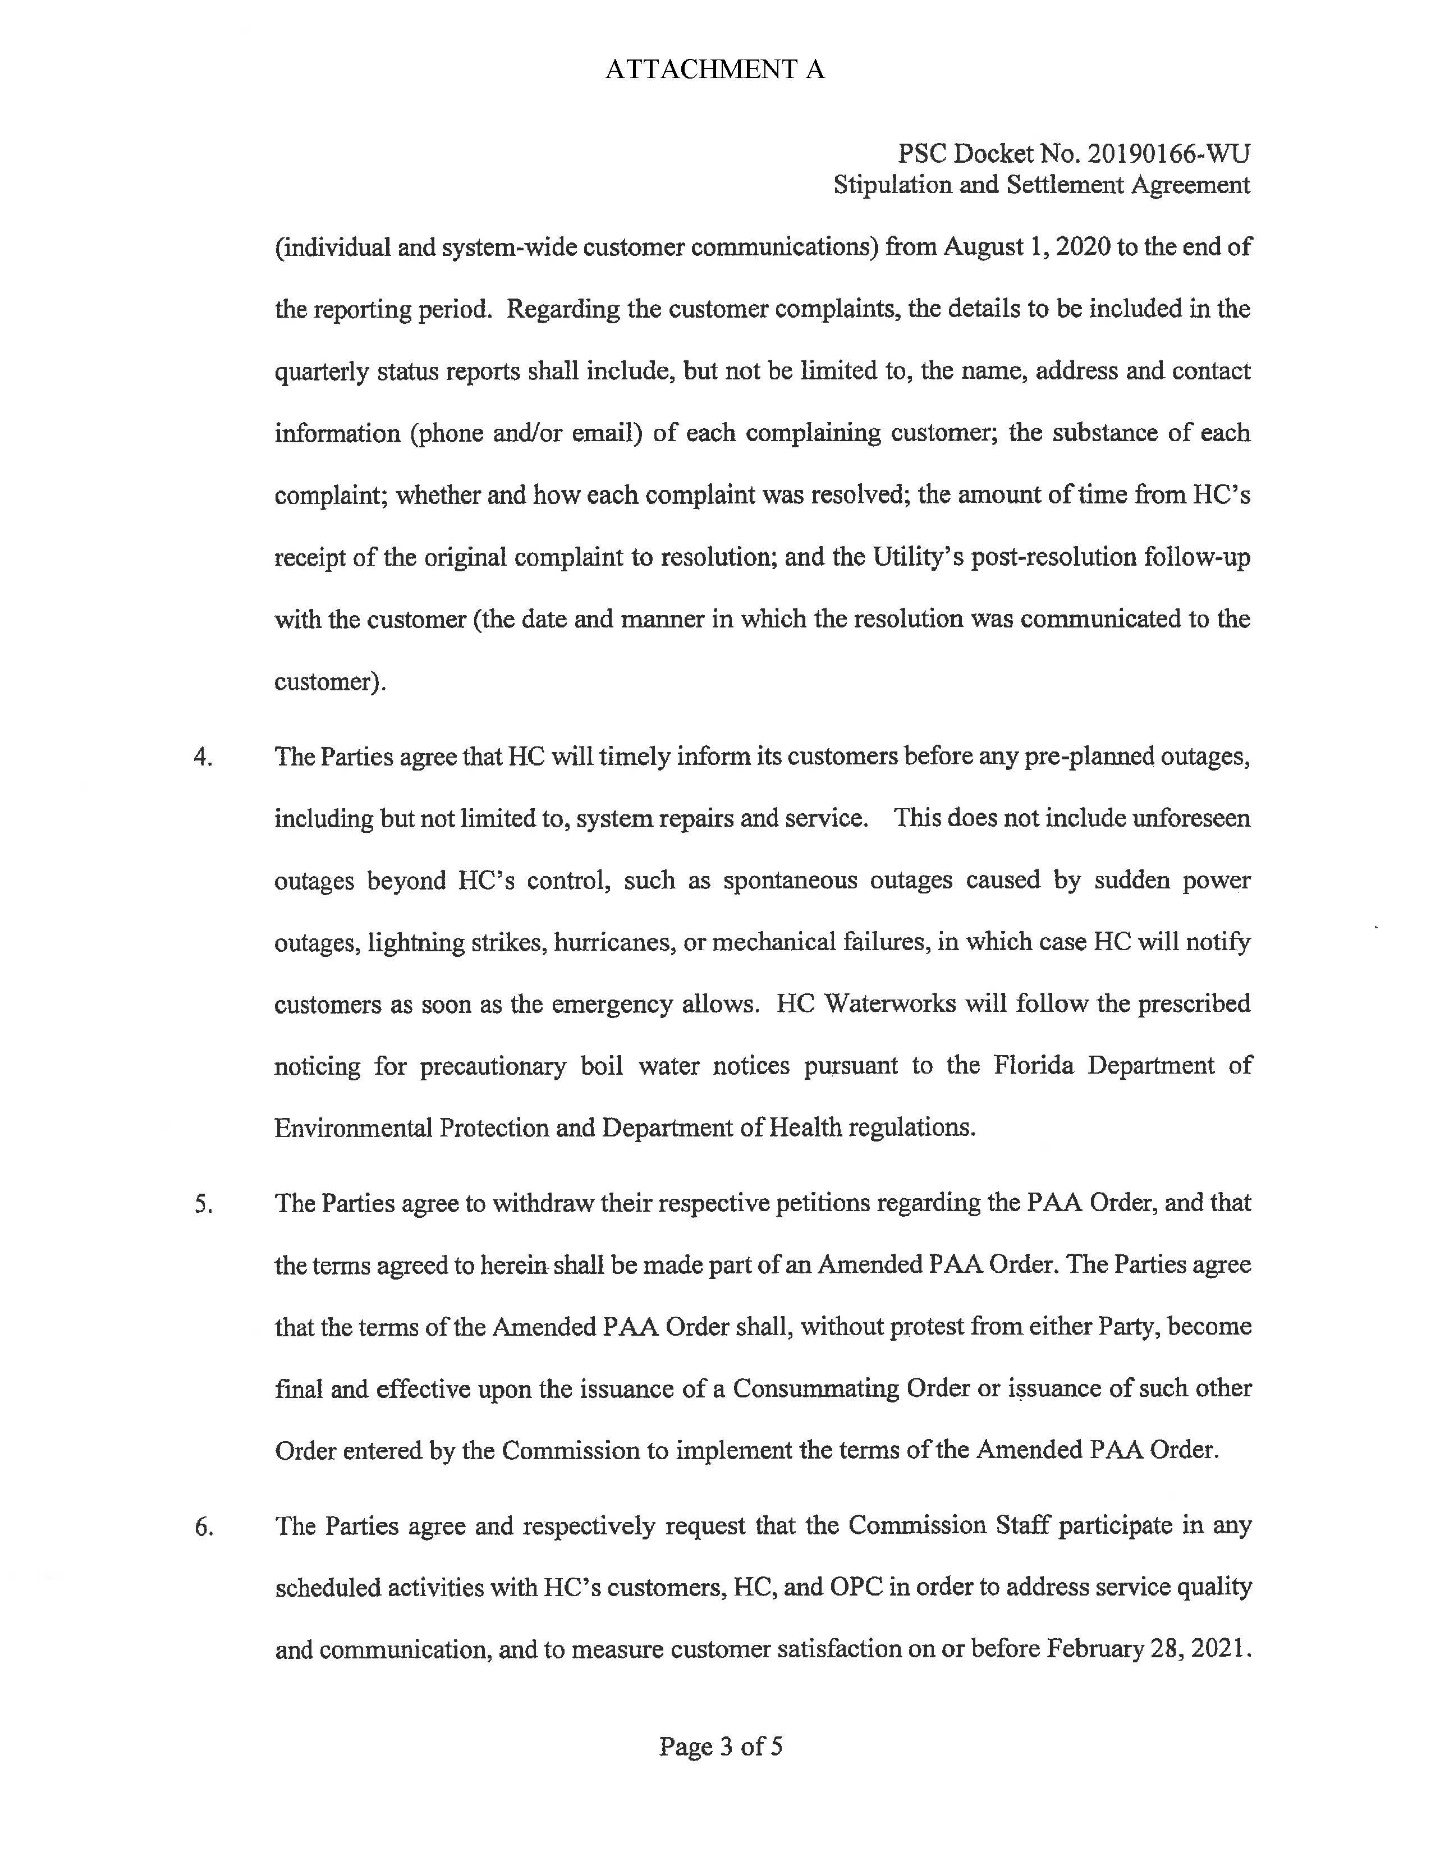 ATTACHMENT A
PSC Docket No. 20190166-WU
Stipulation and Settlement Agreement
(individual and system-wide customer communications) from August 1, 2020 to the end of
the reporting period. Regarding the customer complaints, the details to be included in the
quarterly status reports shall include, but not be limited to, the name, address and contact
information (phone and/or email) of each complaining customer; the substance of each
complaint; whether and how each complaint was resolved; the amount of time from HC's
receipt of the original complaint to resolution; and the Utility's post-resolution follow-up
with the customer (the date and manner in which the resolution was communicated to the
customer).
4. The Parties agree that HC will timely inform its customers before any pre-planned outages,
including but not limited to, system repairs and service. This does not include unforeseen
outages beyond HC's control, such as spontaneous outages caused by sudden power
outages, lightning strikes, hurricanes, or mechanical failures, in which case HC will notify
customers as soon as the emergency allows. HC Waterworks will follow the prescribed
noticing for precautionary boil water notices pursuant to the Florida Department of
Environmental Protection and Department of Health regulations.
5. The Parties agree to withdraw their respective petitions regarding the PAA Order, and that
the terms agreed to herein shall be made part of an Amended PAA Order. The Parties agree
that the terms of the Amended PAA Order shall, without protest from either Party, become
final and effective upon the issuance of a Consummating Order or issuance of such other
Order entered by the Commission to implement the terms of the Amended PAA Order.
6. The Parties agree and respectively request that the Commission Staff participate in any
scheduled activities with HC's customers, HC, and OPC in order to address service quality
and communication, and to measure customer satisfaction on or before February 28, 2021.
Page 3 of 5